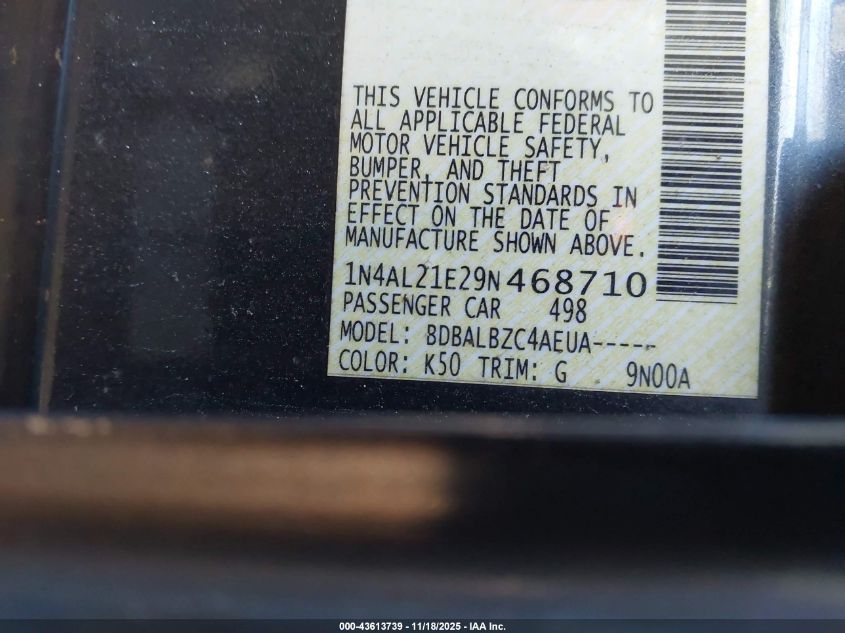 THIS VEHICLE CONFORMS TO
ALL APPLICABLE FEDERAL
MOTOR VEHICLE SAFETY,
BUMPER, AND THEFT
PREVENTION STANDARDS IN
EFFECT ON THE DATE OF
MANUFACTURE SHOWN ABOVE.
1N4AL21E29N468710
PASSENGER CAR 498
MODEL: BDBALBZC4AEUA-----
COLOR: K50 TRIM: G 9N00A
000-43613739 - 11/18/2025 - IAA Inc.